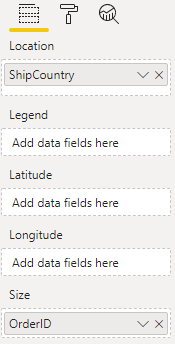 Location
ShipCountry
Legend
Add data fields here
Latitude
Add data fields here
Longitude
Add data fields here
Size
OrderID